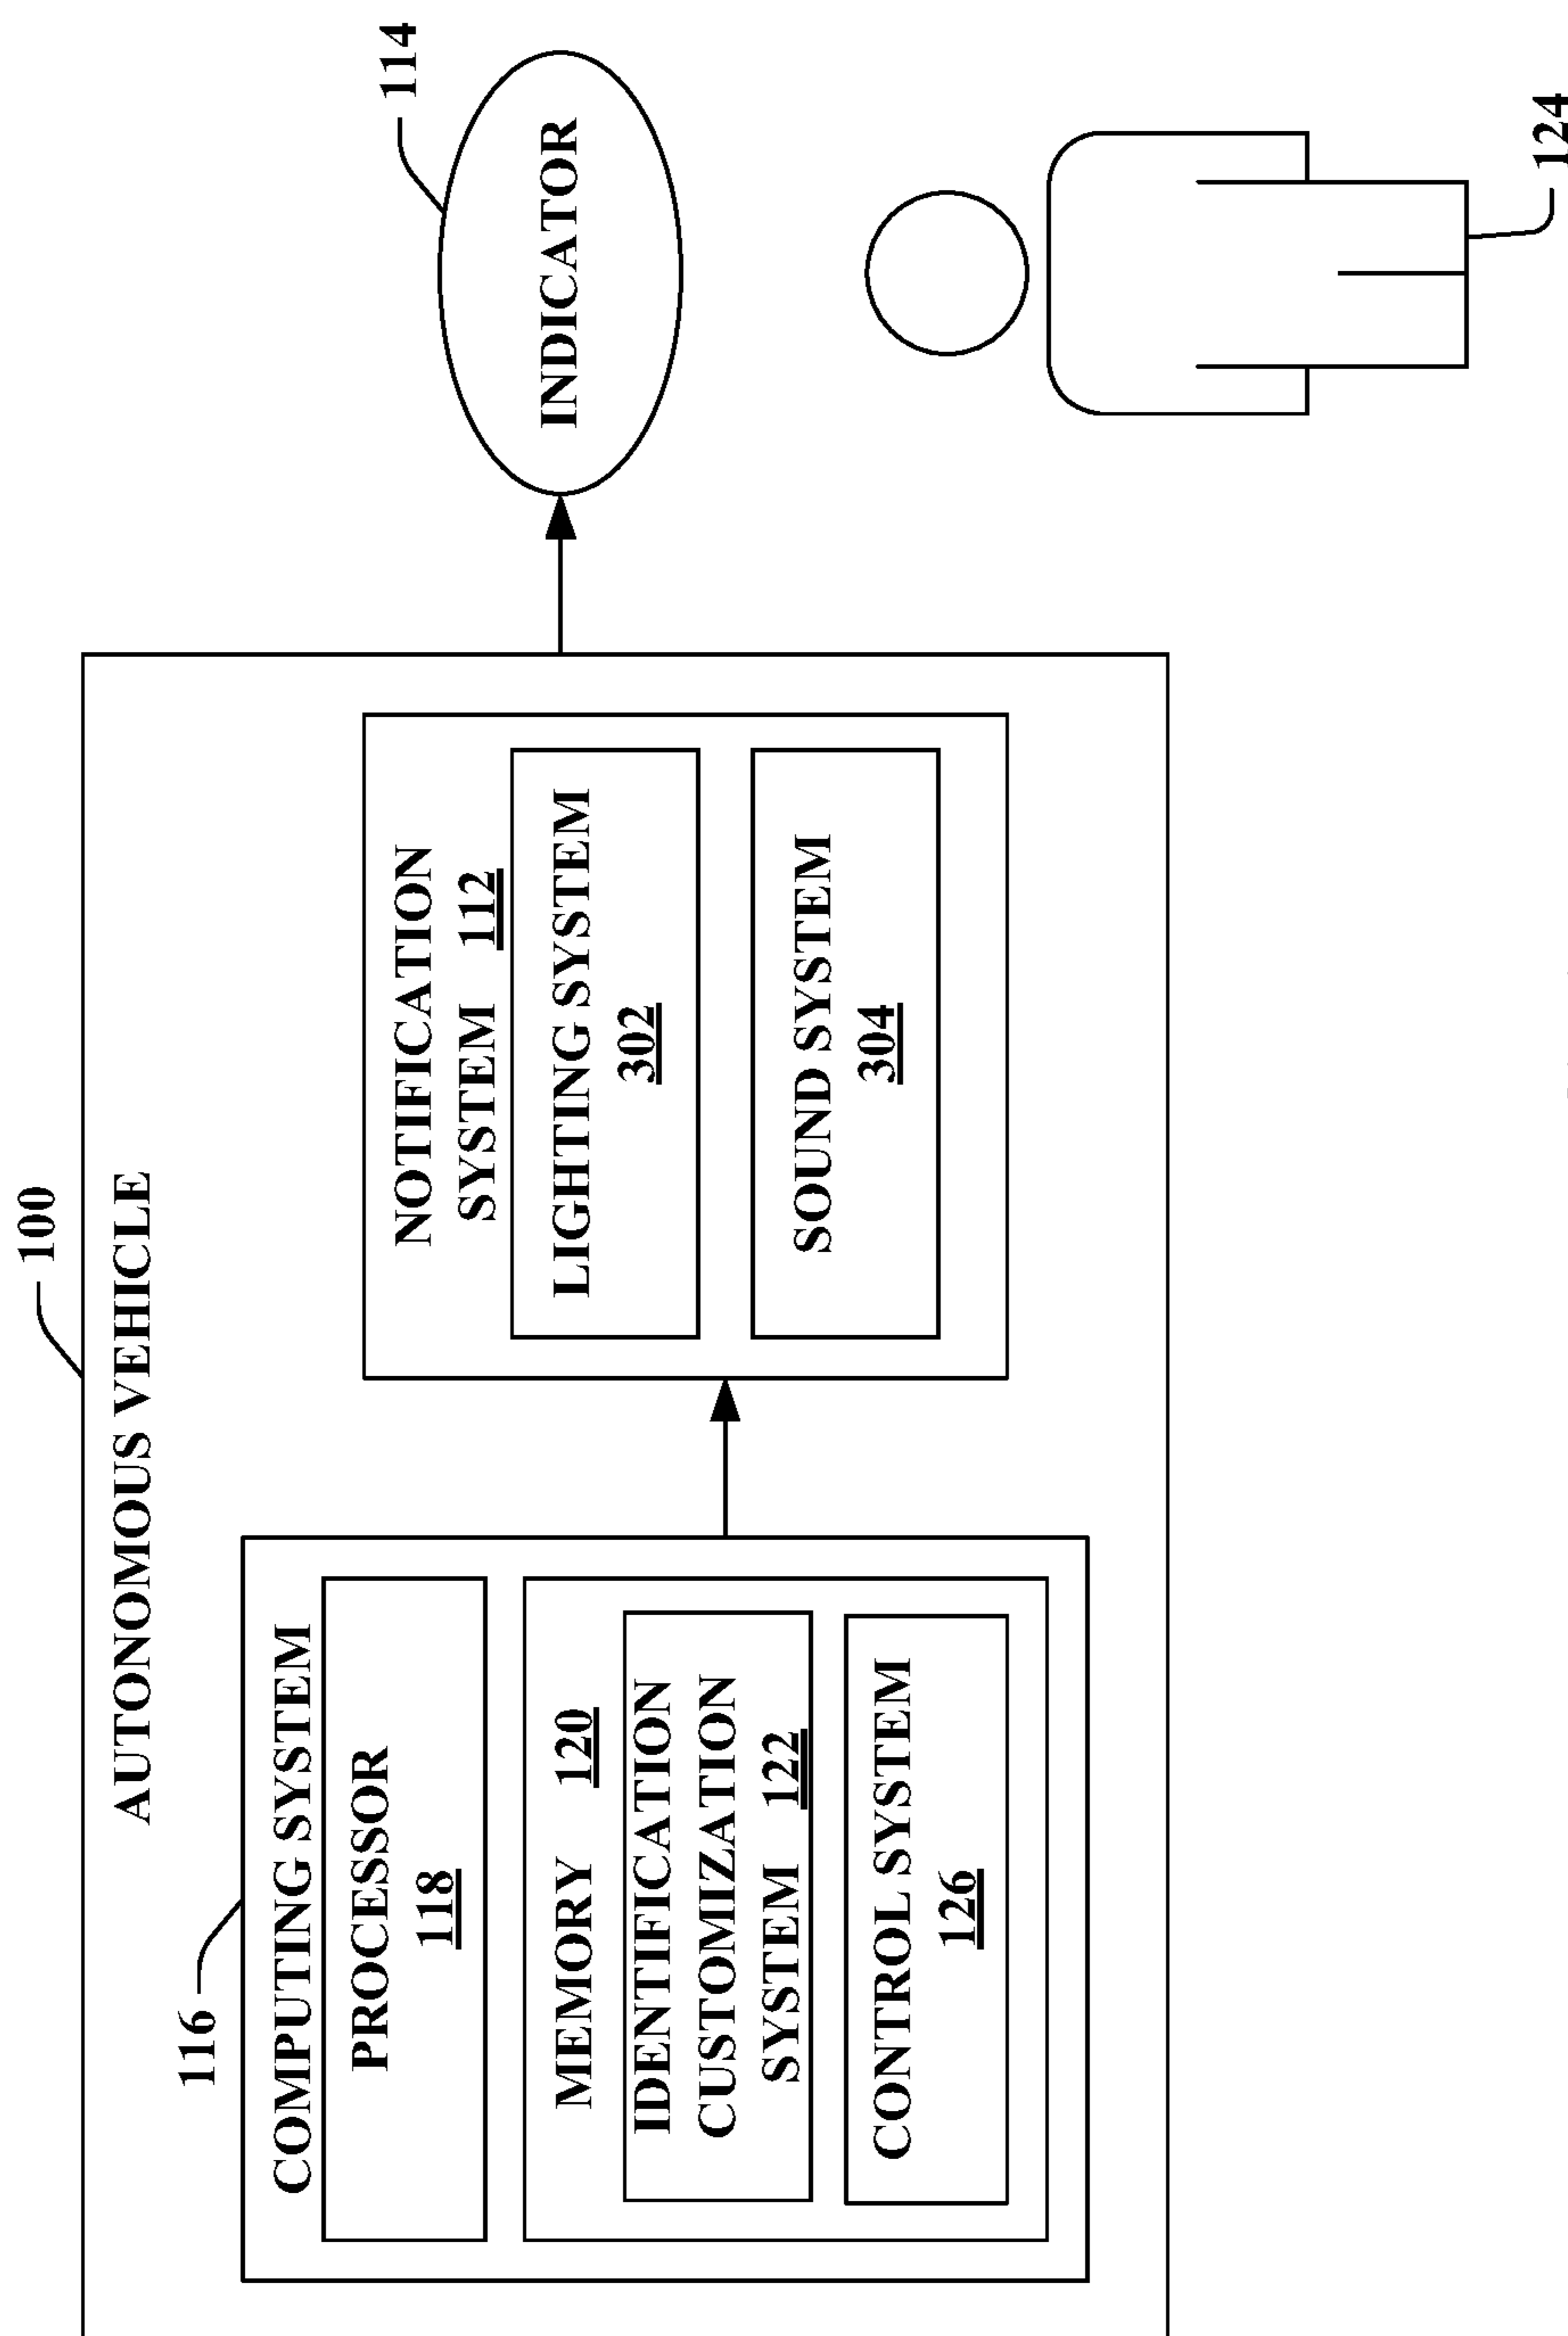 100
AUTONOMOUS VEHICLE
116
COMPUTING SYSTEM
PROCESSOR
118
MEMORY 120
IDENTIFICATION
CUSTOMIZATION
SYSTEM 122
CONTROL SYSTEM
126
NOTIFICATION
SYSTEM 112
LIGHTING SYSTEM
302
SOUND SYSTEM
304
114
INDICATOR
124